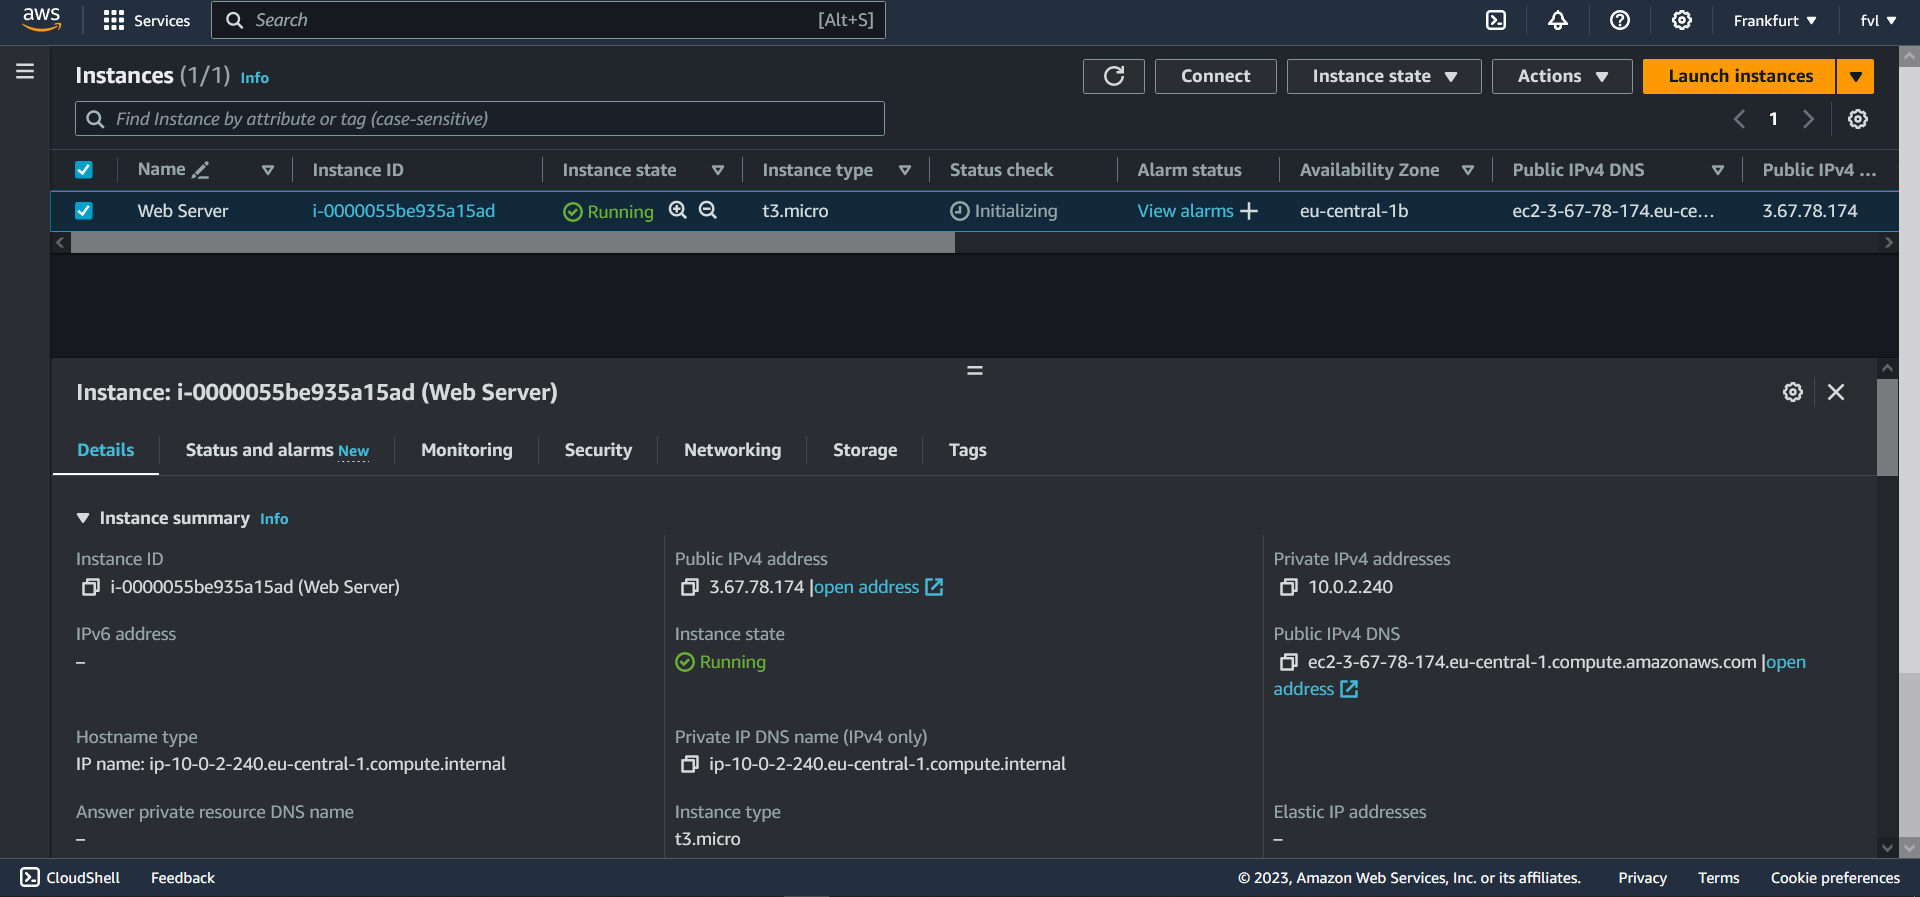 aws Services Search [Alt+S] Frankfurt fvl
Instances (1/1) Info Connect Instance state Actions Launch instances
Find Instance by attribute or tag (case-sensitive) 1
Name Instance ID Instance state Instance type Status check Alarm status Availability Zone Public IPv4 DNS Public IPv4 ...
Web Server i-0000055be935a15ad Running t3.micro Initializing View alarms + eu-central-1b ec2-3-67-78-174.eu-ce... 3.67.78.174
Instance: i-0000055be935a15ad (Web Server)
Details Status and alarms New Monitoring Security Networking Storage Tags
Instance summary Info
Instance ID Public IPv4 address Private IPv4 addresses
i-0000055be935a15ad (Web Server) 3.67.78.174 |open address 10.0.2.240
IPv6 address Instance state Public IPv4 DNS
– Running ec2-3-67-78-174.eu-central-1.compute.amazonaws.com |open
address
Hostname type Private IP DNS name (IPv4 only)
IP name: ip-10-0-2-240.eu-central-1.compute.internal ip-10-0-2-240.eu-central-1.compute.internal
Answer private resource DNS name Instance type Elastic IP addresses
– t3.micro –
CloudShell Feedback © 2023, Amazon Web Services, Inc. or its affiliates. Privacy Terms Cookie preferences